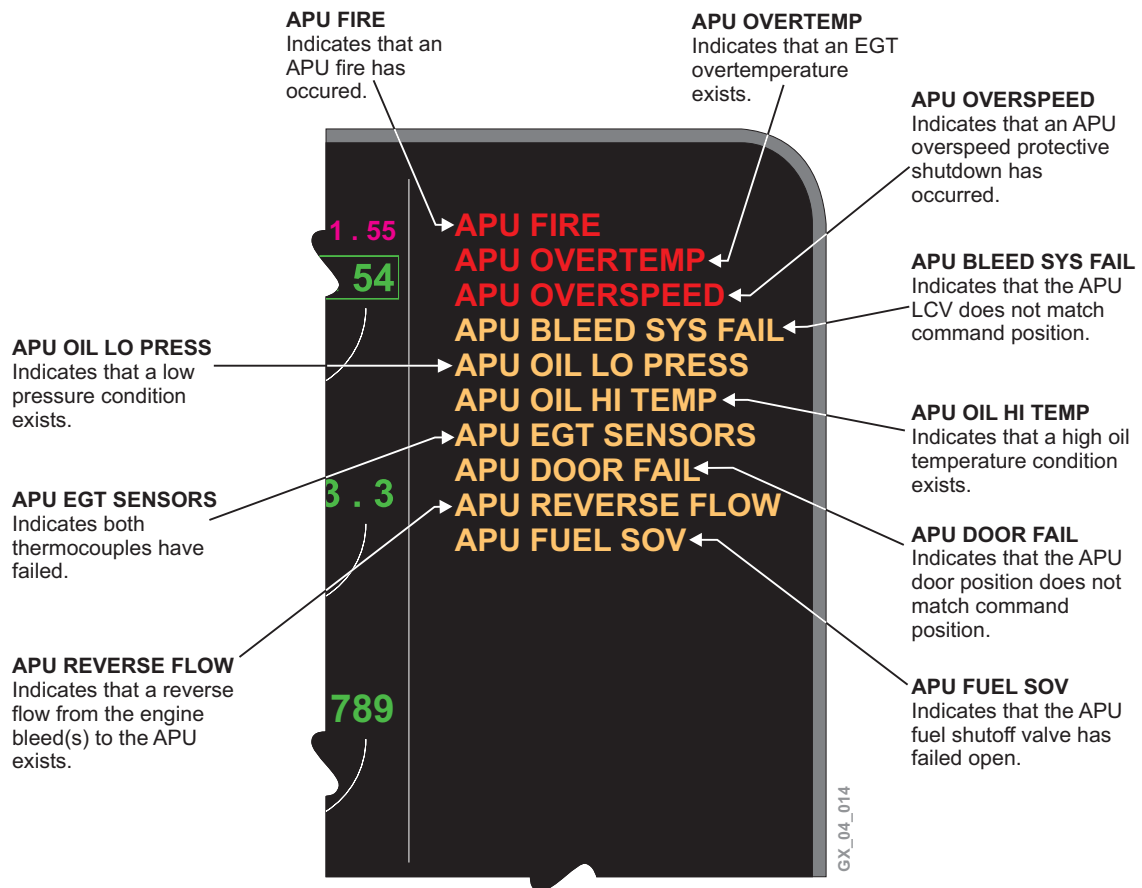 APU FIRE
Indicates that an
APU fire has
occured.
APU OVERTEMP
Indicates that an EGT
overtemperature
exists.
APU OVERSPEED
Indicates that an APU
overspeed protective
shutdown has
occurred.
APU BLEED SYS FAIL
Indicates that the APU
LCV does not match
command position.
APU OIL LO PRESS
Indicates that a low
pressure condition
exists.
APU OIL HI TEMP
Indicates that a high oil
temperature condition
exists.
APU EGT SENSORS
Indicates both
thermocouples have
failed.
APU DOOR FAIL
Indicates that the APU
door position does not
match command
position.
APU REVERSE FLOW
Indicates that a reverse
flow from the engine
bleed(s) to the APU
exists.
APU FUEL SOV
Indicates that the APU
fuel shutoff valve has
failed open.
1 . 55
54
3 . 3
789
APU FIRE
APU OVERTEMP
APU OVERSPEED
APU BLEED SYS FAIL
APU OIL LO PRESS
APU OIL HI TEMP
APU EGT SENSORS
APU DOOR FAIL
APU REVERSE FLOW
APU FUEL SOV
GX_04_014